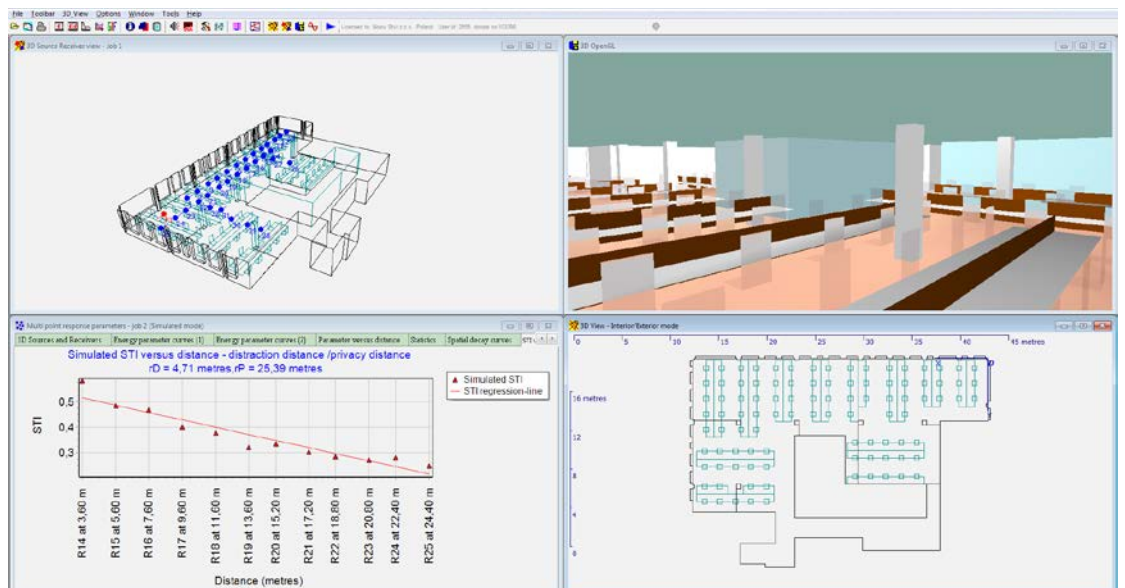 File Toolbar 3D_View Options Window Tools Help
3D Source Receiver view - Job 1
3D OpenGL
Multi point response parameters - Job 2 (Simulated mode)
3D Sources and Receivers Energy parameter curves (1) Energy parameter curves (2) Parameter versus distance Statistics Spatial decay curves
Simulated STI versus distance - distraction distance /privacy distance
rD = 4,71 metres,rP = 25,39 metres
Simulated STI
STI regression-line
STI
0,5
0,4
0,3
R14 at 3,60 m
R15 at 5,60 m
R16 at 7,60 m
R17 at 9,60 m
R18 at 11,60 m
R19 at 13,60 m
R20 at 15,20 m
R21 at 17,20 m
R22 at 18,80 m
R23 at 20,80 m
R24 at 22,40 m
R25 at 24,40 m
Distance (metres)
3D View - Interior/Exterior mode
0 5 10 15 20 25 30 35 40 45 metres
16 metres
12
8
4
0